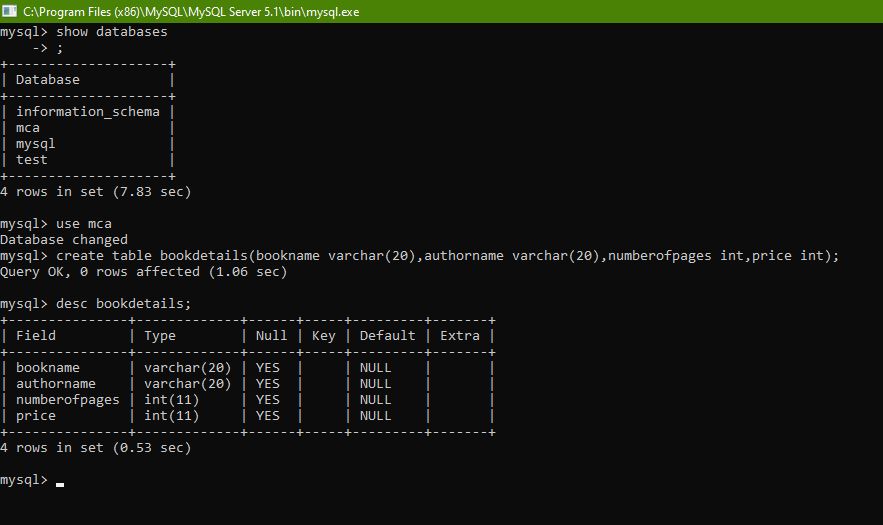 C:\Program Files (x86)\MySQL\MySQL Server 5.1\bin\mysql.exe
mysql> show databases
    -> ;
+--------------------+
| Database           |
+--------------------+
| information_schema |
| mca                |
| mysql              |
| test               |
+--------------------+
4 rows in set (7.83 sec)

mysql> use mca
Database changed
mysql> create table bookdetails(bookname varchar(20),authorname varchar(20),numberofpages int,price int);
Query OK, 0 rows affected (1.06 sec)

mysql> desc bookdetails;
+---------------+-------------+------+-----+---------+-------+
| Field         | Type        | Null | Key | Default | Extra |
+---------------+-------------+------+-----+---------+-------+
| bookname      | varchar(20) | YES  |     | NULL    |       |
| authorname    | varchar(20) | YES  |     | NULL    |       |
| numberofpages | int(11)     | YES  |     | NULL    |       |
| price         | int(11)     | YES  |     | NULL    |       |
+---------------+-------------+------+-----+---------+-------+
4 rows in set (0.53 sec)

mysql> _